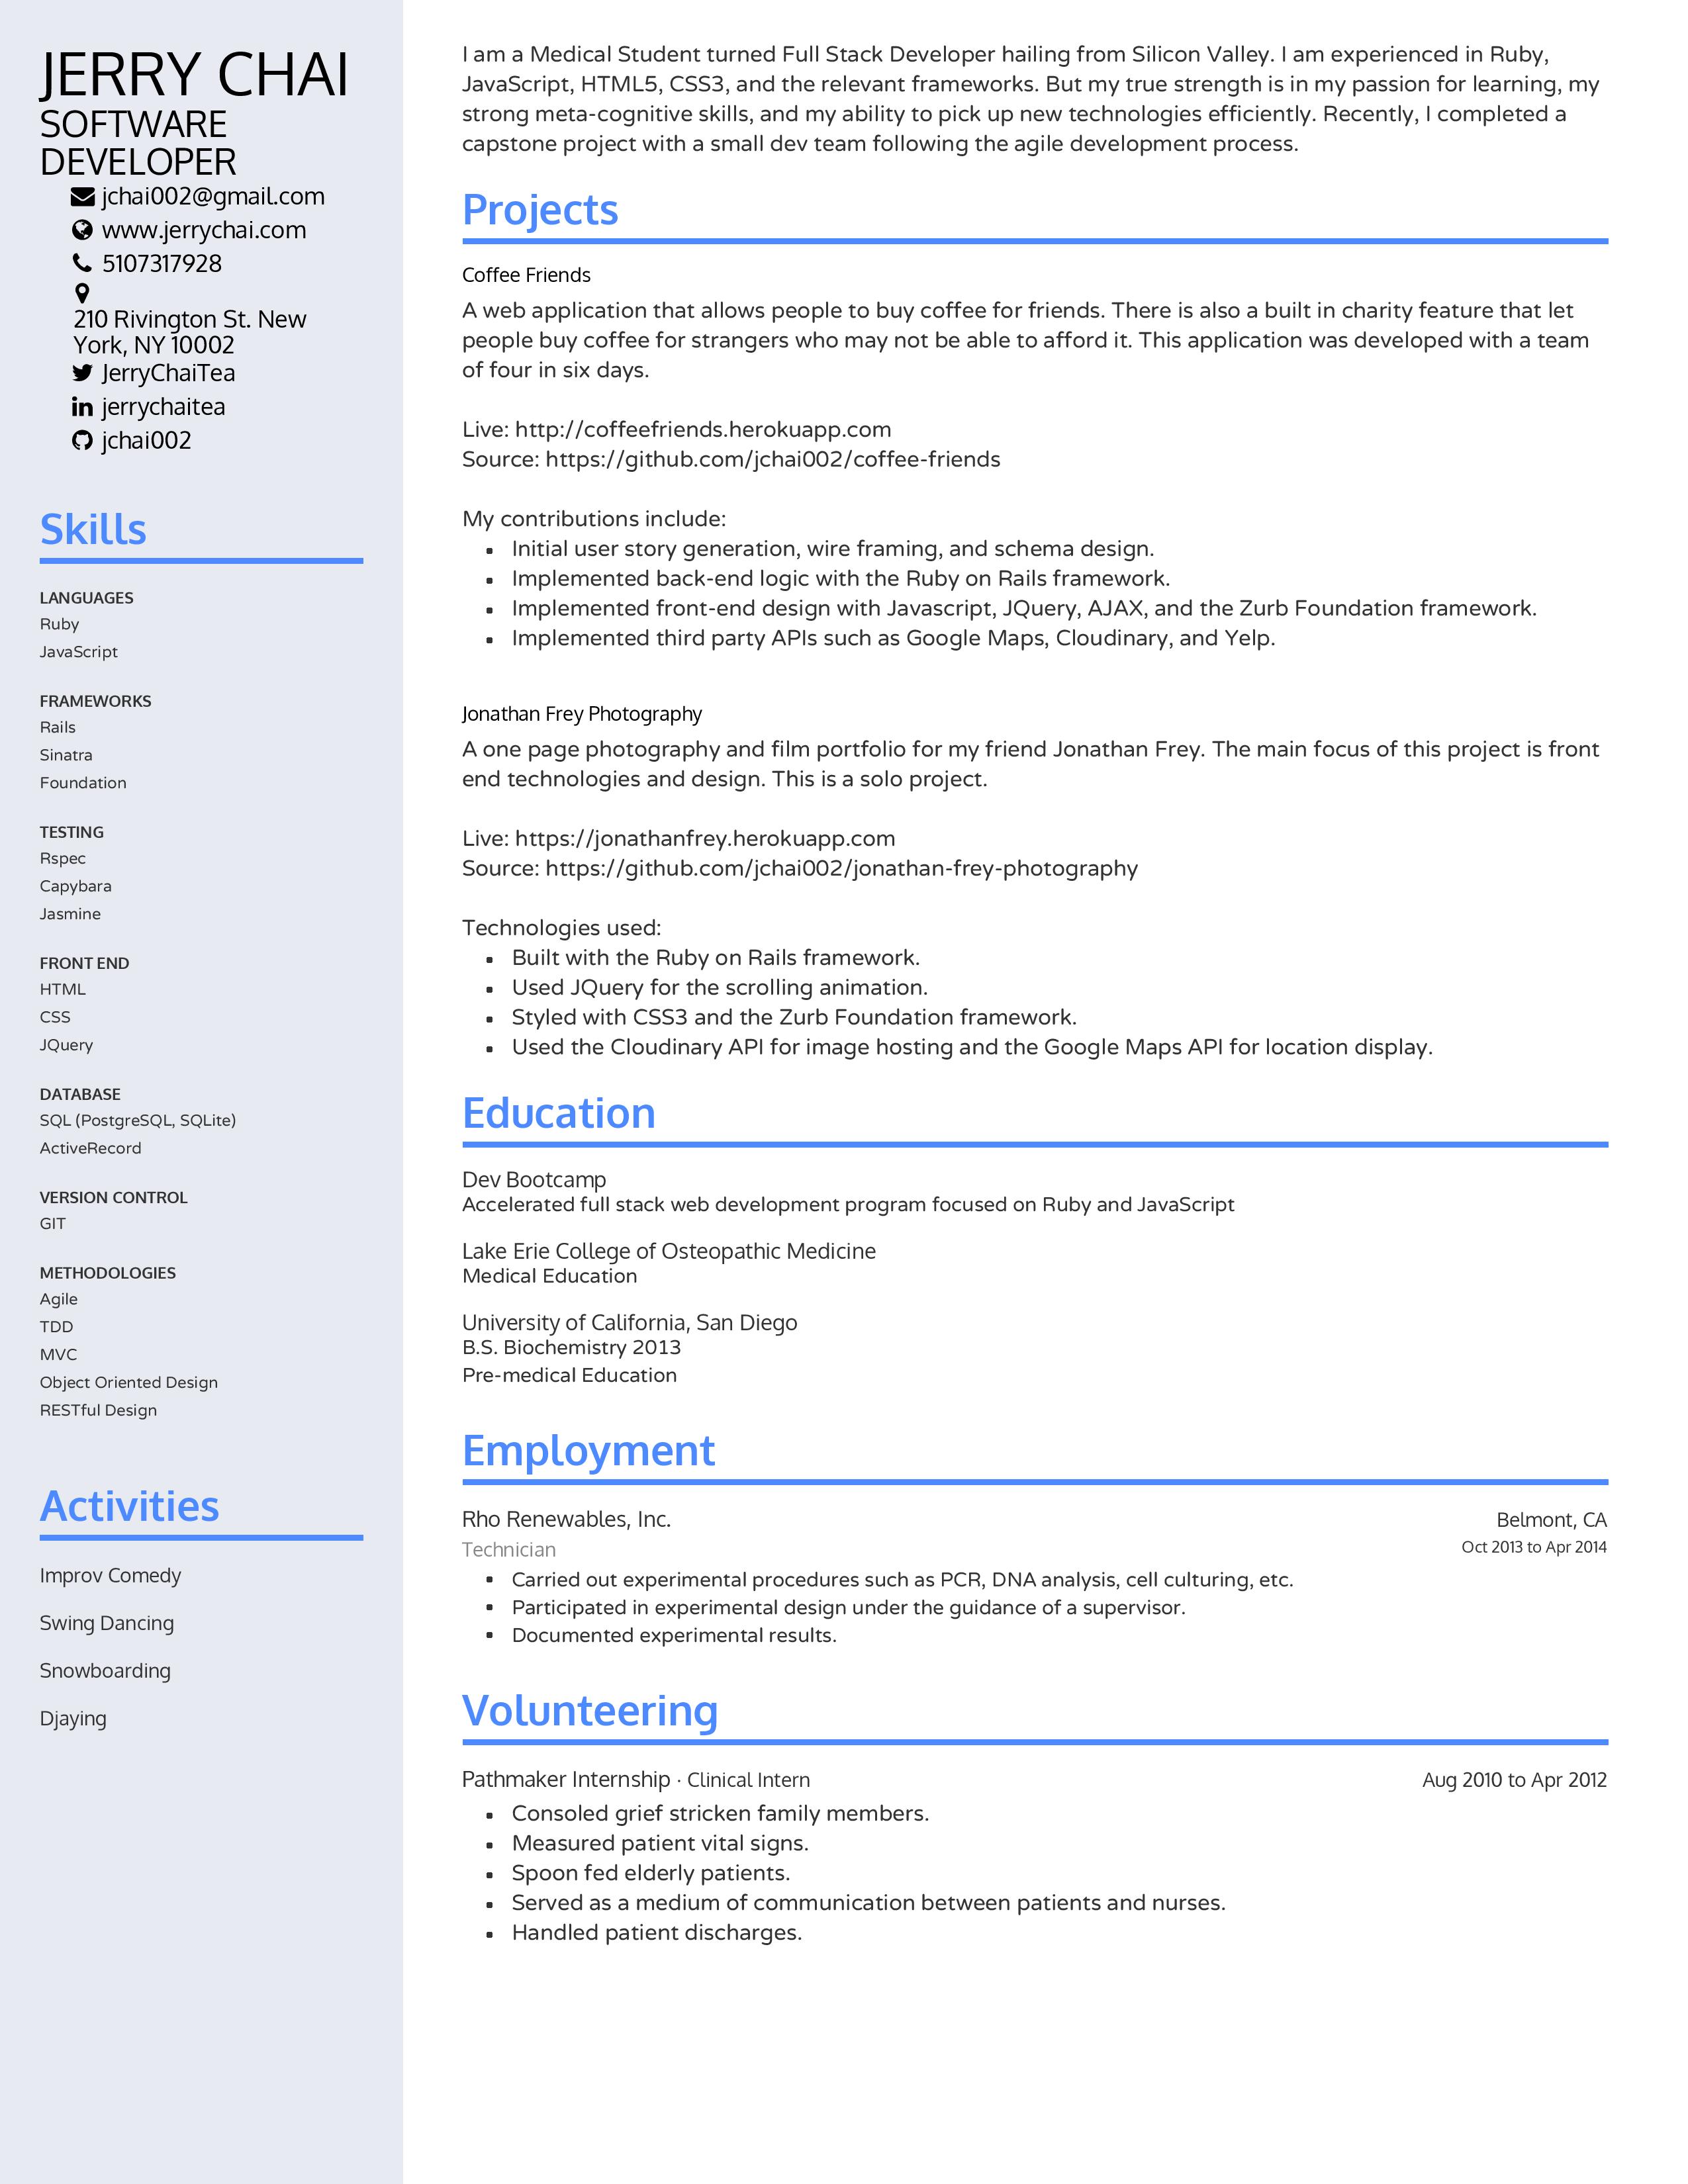 JERRY CHAI
SOFTWARE
DEVELOPER
jchai002@gmail.com
www.jerrychai.com
5107317928
210 Rivington St. New
York, NY 10002
JerryChaiTea
jerrychaitea
jchai002
Skills
LANGUAGES
Ruby
JavaScript
FRAMEWORKS
Rails
Sinatra
Foundation
TESTING
Rspec
Capybara
Jasmine
FRONT END
HTML
CSS
JQuery
DATABASE
SQL (PostgreSQL, SQLite)
ActiveRecord
VERSION CONTROL
GIT
METHODOLOGIES
Agile
TDD
MVC
Object Oriented Design
RESTful Design
Activities
Improv Comedy
Swing Dancing
Snowboarding
Djaying
I am a Medical Student turned Full Stack Developer hailing from Silicon Valley. I am experienced in Ruby,
JavaScript, HTML5, CSS3, and the relevant frameworks. But my true strength is in my passion for learning, my
strong meta-cognitive skills, and my ability to pick up new technologies efficiently. Recently, I completed a
capstone project with a small dev team following the agile development process.
Projects
Coffee Friends
A web application that allows people to buy coffee for friends. There is also a built in charity feature that let
people buy coffee for strangers who may not be able to afford it. This application was developed with a team
of four in six days.
Live: http://coffeefriends.herokuapp.com
Source: https://github.com/jchai002/coffee-friends
My contributions include:
▪ Initial user story generation, wire framing, and schema design.
▪ Implemented back-end logic with the Ruby on Rails framework.
▪ Implemented front-end design with Javascript, JQuery, AJAX, and the Zurb Foundation framework.
▪ Implemented third party APIs such as Google Maps, Cloudinary, and Yelp.
Jonathan Frey Photography
A one page photography and film portfolio for my friend Jonathan Frey. The main focus of this project is front
end technologies and design. This is a solo project.
Live: https://jonathanfrey.herokuapp.com
Source: https://github.com/jchai002/jonathan-frey-photography
Technologies used:
▪ Built with the Ruby on Rails framework.
▪ Used JQuery for the scrolling animation.
▪ Styled with CSS3 and the Zurb Foundation framework.
▪ Used the Cloudinary API for image hosting and the Google Maps API for location display.
Education
Dev Bootcamp
Accelerated full stack web development program focused on Ruby and JavaScript
Lake Erie College of Osteopathic Medicine
Medical Education
University of California, San Diego
B.S. Biochemistry 2013
Pre-medical Education
Employment
Rho Renewables, Inc. Belmont, CA
Technician Oct 2013 to Apr 2014
▪ Carried out experimental procedures such as PCR, DNA analysis, cell culturing, etc.
▪ Participated in experimental design under the guidance of a supervisor.
▪ Documented experimental results.
Volunteering
Pathmaker Internship · Clinical Intern Aug 2010 to Apr 2012
▪ Consoled grief stricken family members.
▪ Measured patient vital signs.
▪ Spoon fed elderly patients.
▪ Served as a medium of communication between patients and nurses.
▪ Handled patient discharges.